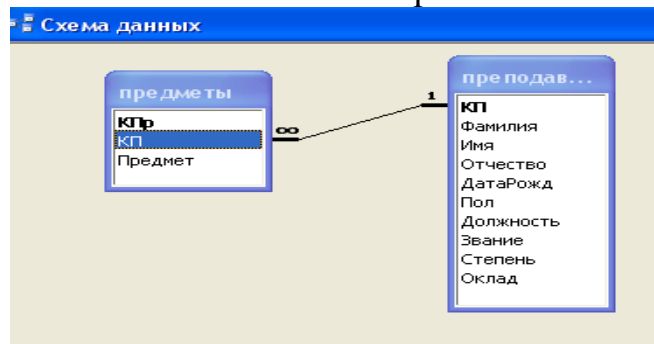 Схема данных
предметы
КПр
КП
Предмет
∞
1
преподав...
КП
Фамилия
Имя
Отчество
ДатаРожд
Пол
Должность
Звание
Степень
Оклад